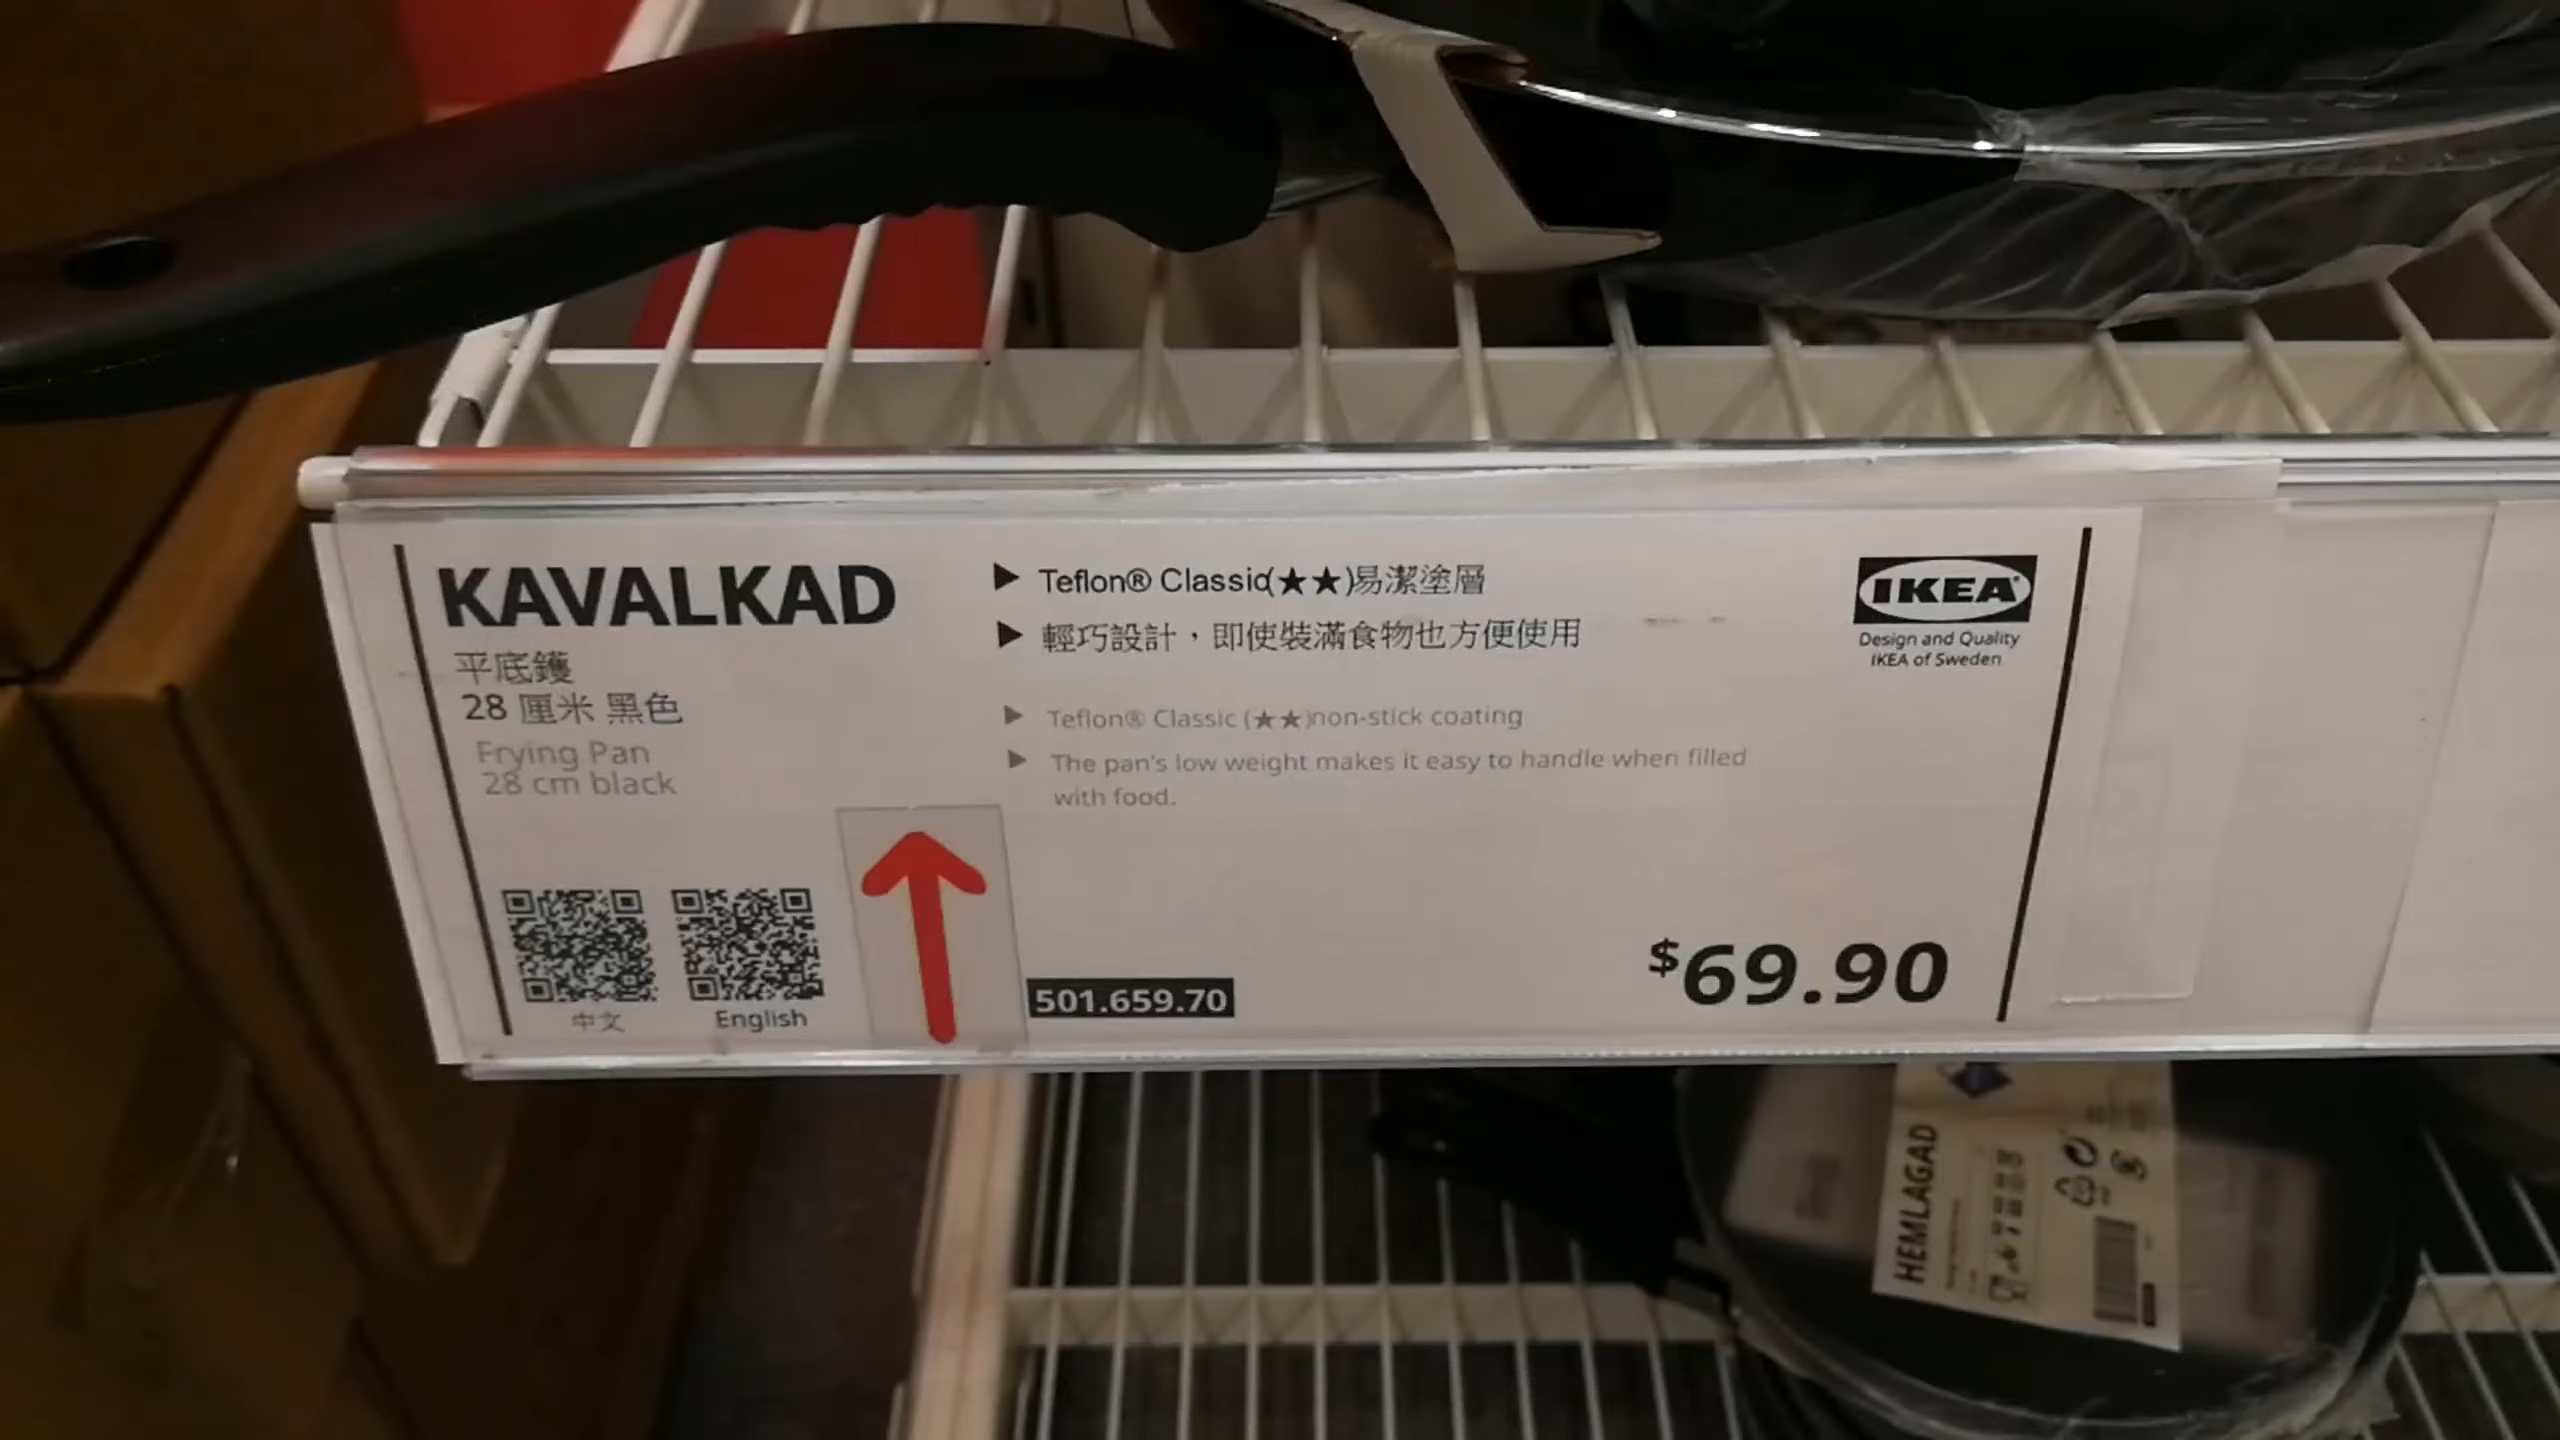 KAVALKAD
平底鑊
28 厘米 黑色
Frying Pan
28 cm black
中文
English
► Teflon® Classic(★★)易潔塗層
► 輕巧設計，即使裝滿食物也方便使用
► Teflon® Classic (★★)non-stick coating
► The pan's low weight makes it easy to handle when filled
with food.
501.659.70
IKEA
Design and Quality
IKEA of Sweden
$69.90
HEMLAGAD